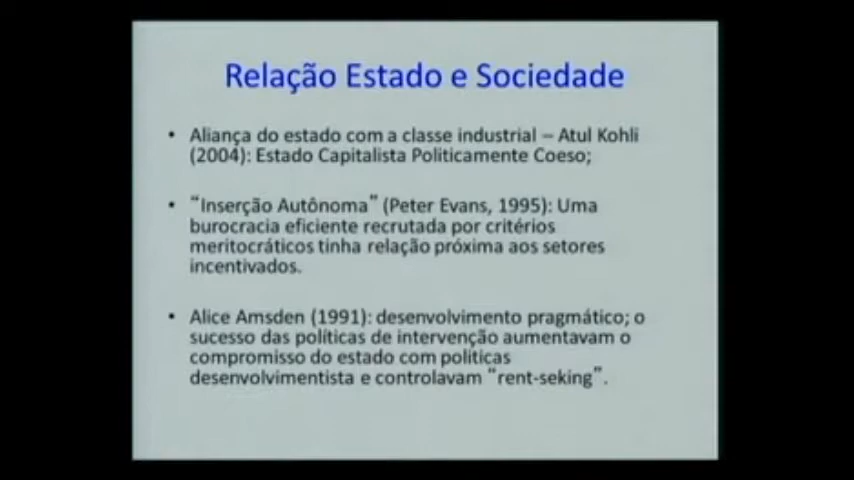 Relação Estado e Sociedade
• Aliança do estado com a classe industrial – Atul Kohli
(2004): Estado Capitalista Politicamente Coeso;
• "Inserção Autônoma" (Peter Evans, 1995): Uma
burocracia eficiente recrutada por critérios
meritocráticos tinha relação próxima aos setores
incentivados.
• Alice Amsden (1991): desenvolvimento pragmático; o
sucesso das políticas de intervenção aumentavam o
compromisso do estado com politicas
desenvolvimentista e controlavam "rent-seking".